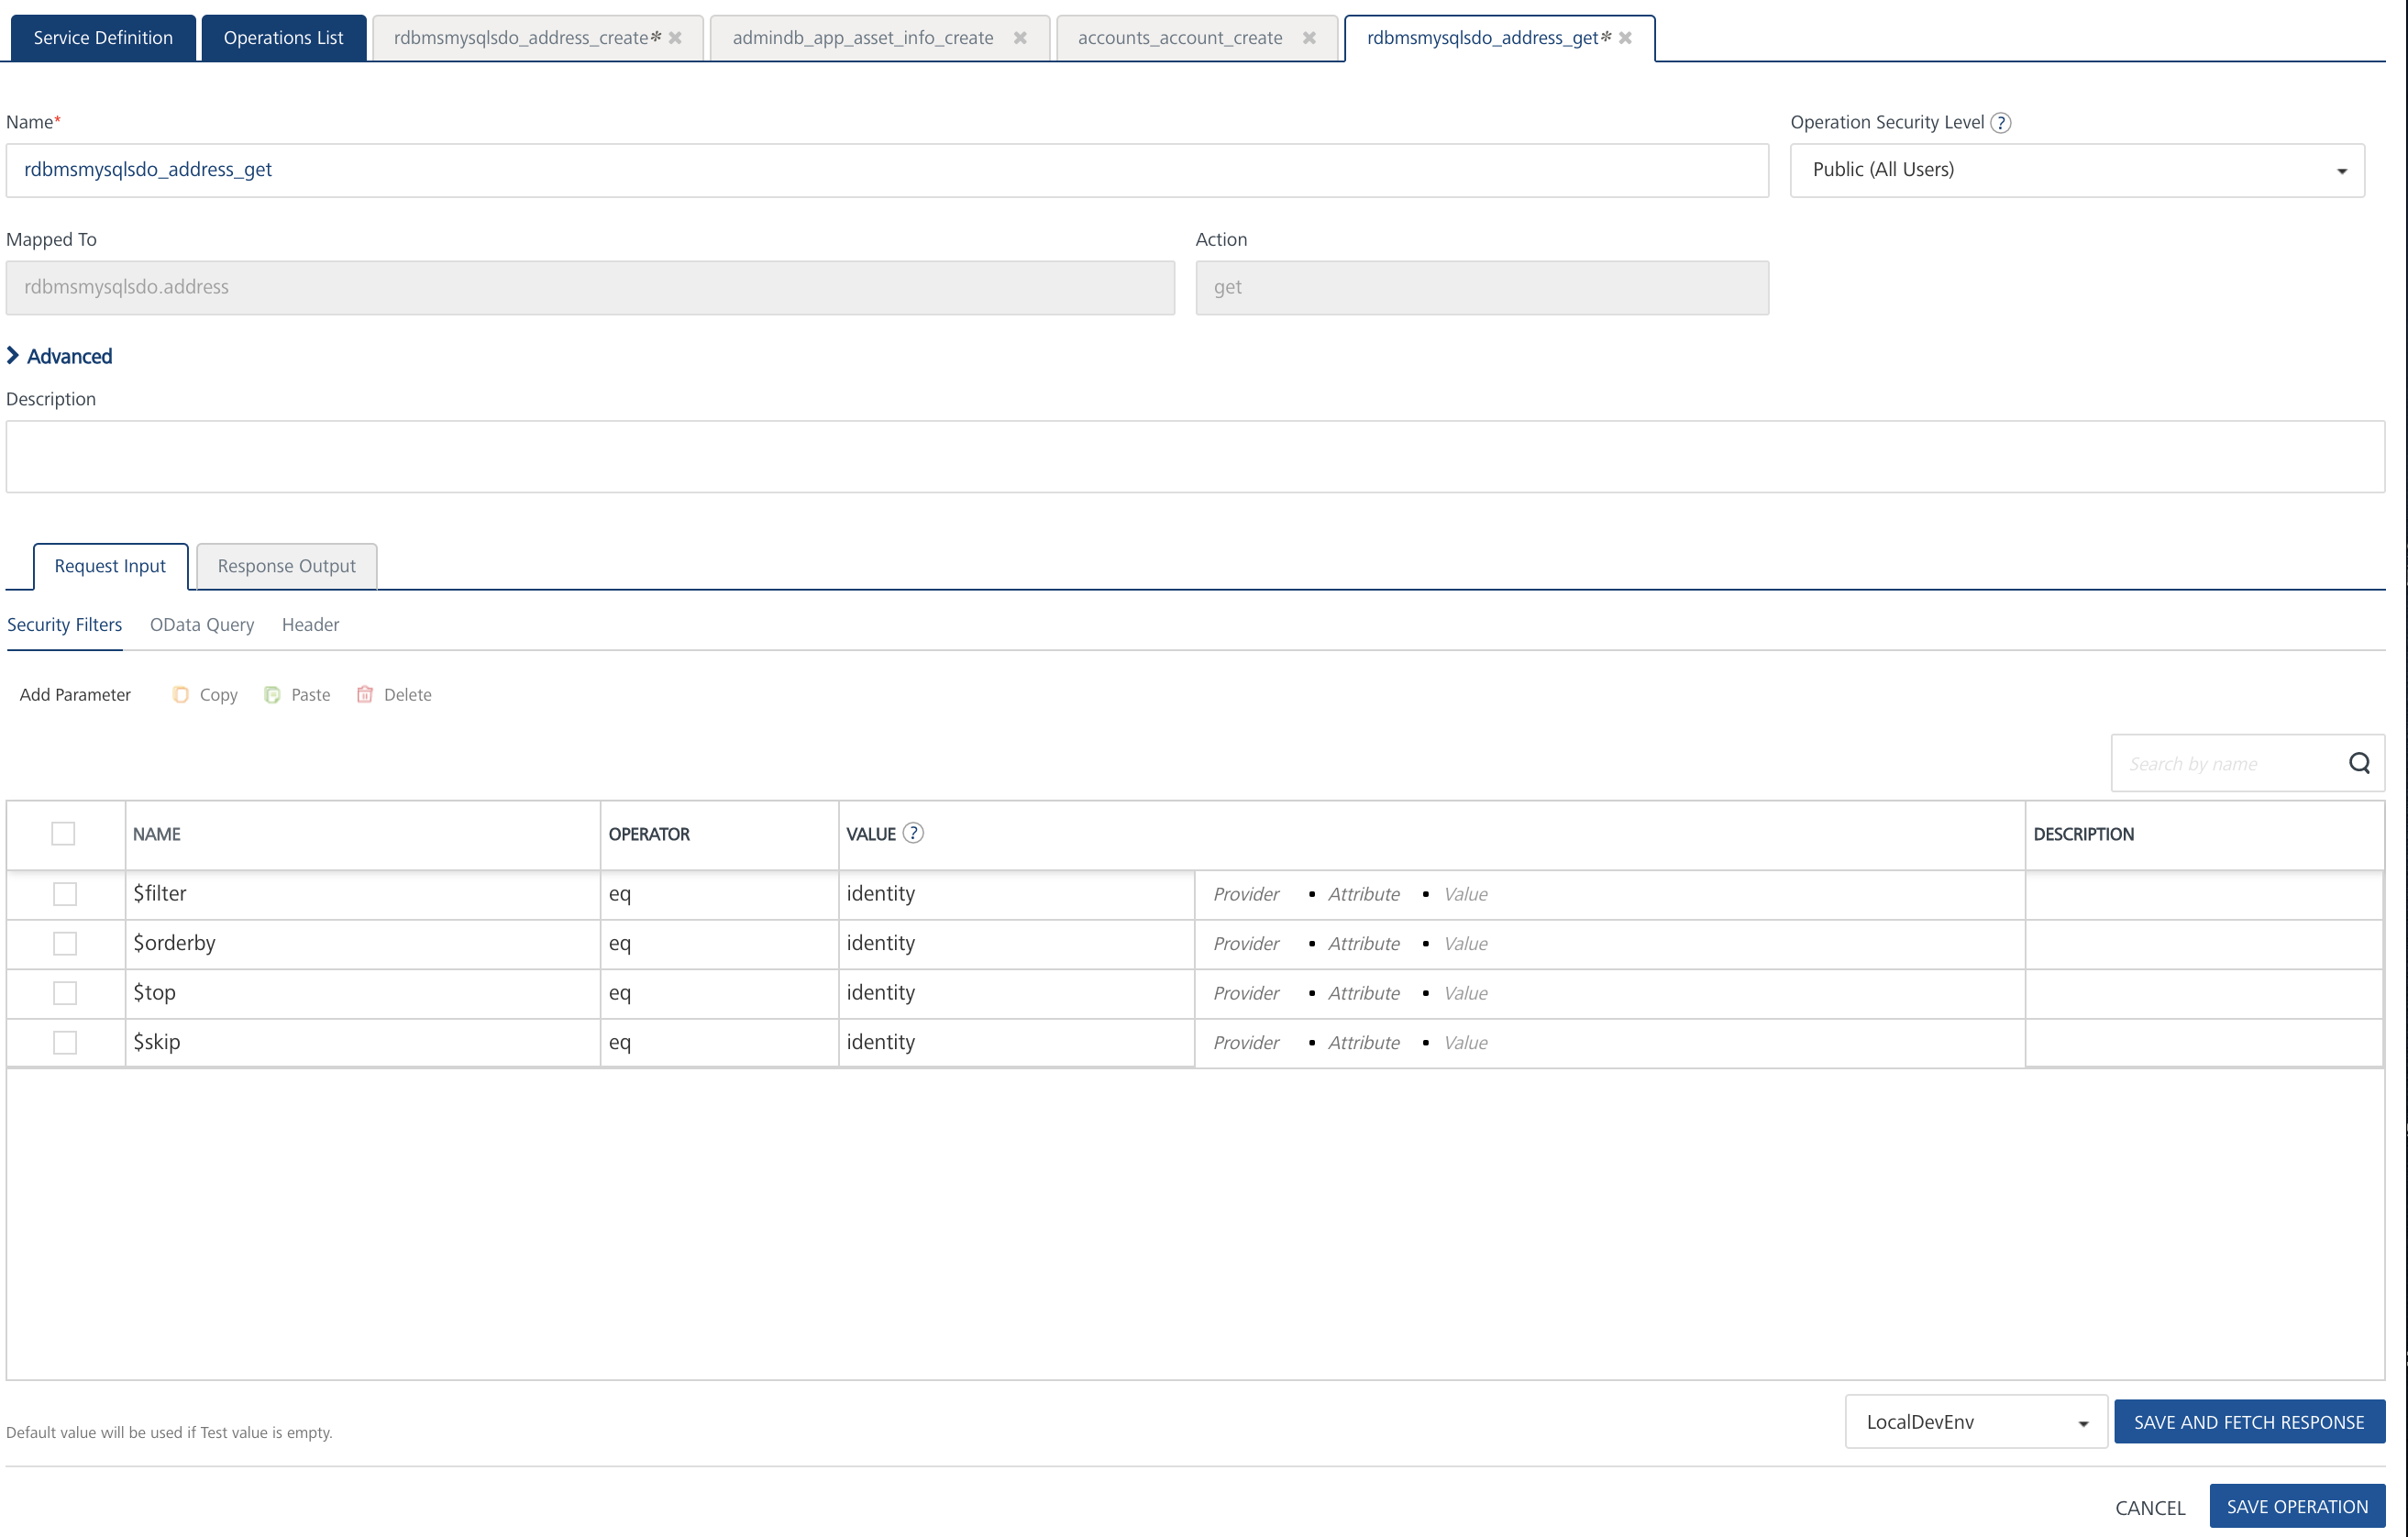 Service Definition Operations List rdbmsmysqlsdo_address_create* admindb_app_asset_info_create accounts_account_create rdbmsmysqlsdo_address_get*
Name* Operation Security Level ?
rdbmsmysqlsdo_address_get Public (All Users)
Mapped To Action
rdbmsmysqlsdo.address get
Advanced
Description
Request Input Response Output
Security Filters OData Query Header
Add Parameter Copy Paste Delete
Search by name
NAME OPERATOR VALUE ? DESCRIPTION
$filter eq identity Provider • Attribute • Value
$orderby eq identity Provider • Attribute • Value
$top eq identity Provider • Attribute • Value
$skip eq identity Provider • Attribute • Value
LocalDevEnv SAVE AND FETCH RESPONSE
Default value will be used if Test value is empty.
CANCEL SAVE OPERATION